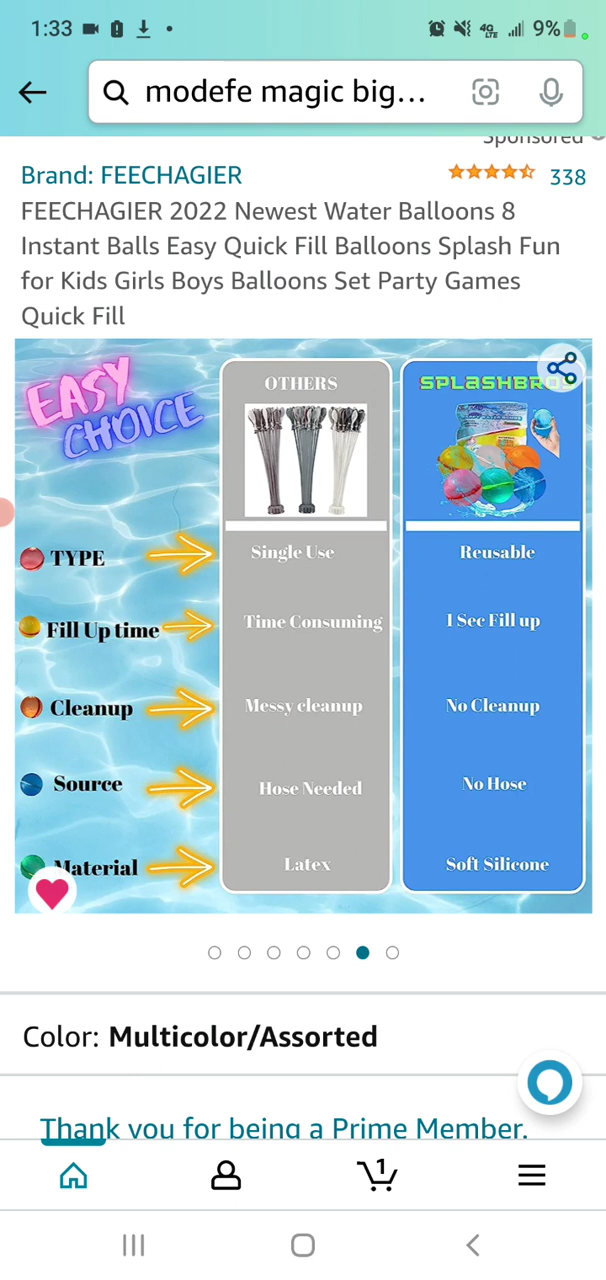 1:33
4G LTE 9%
modefe magic big...
Sponsored
Brand: FEECHAGIER
338
FEECHAGIER 2022 Newest Water Balloons 8
Instant Balls Easy Quick Fill Balloons Splash Fun
for Kids Girls Boys Balloons Set Party Games
Quick Fill
EASY
CHOICE
OTHERS
SPLASHBRO
TYPE Single Use Reusable
Fill Up time Time Consuming 1 Sec Fill up
Cleanup Messy cleanup No Cleanup
Source Hose Needed No Hose
Material Latex Soft Silicone
Color: Multicolor/Assorted
Thank you for being a Prime Member.
1